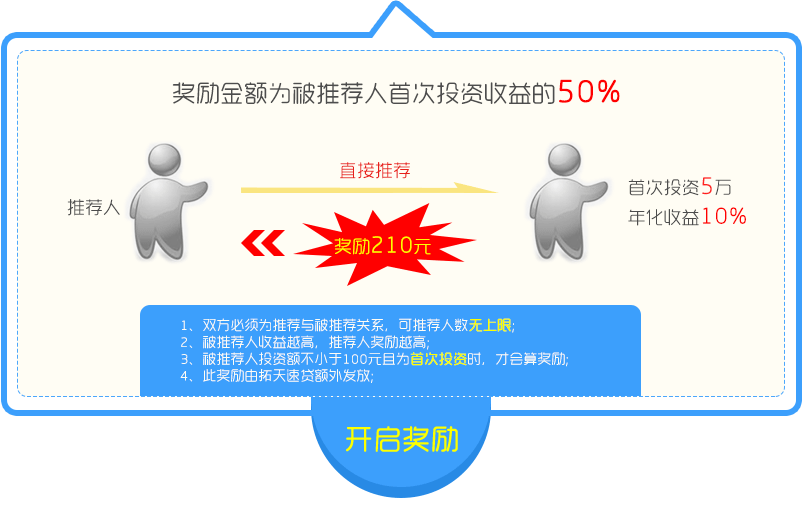 奖励金额为被推荐人首次投资收益的50%
直接推荐
推荐人
首次投资5万
年化收益10%
奖励210元
1、双方必须为推荐与被推荐关系，可推荐人数无上限;
2、被推荐人收益越高，推荐人奖励越高;
3、被推荐人投资额不小于100元且为首次投资时，才会算奖励;
4、此奖励由拓天速贷额外发放;
开启奖励